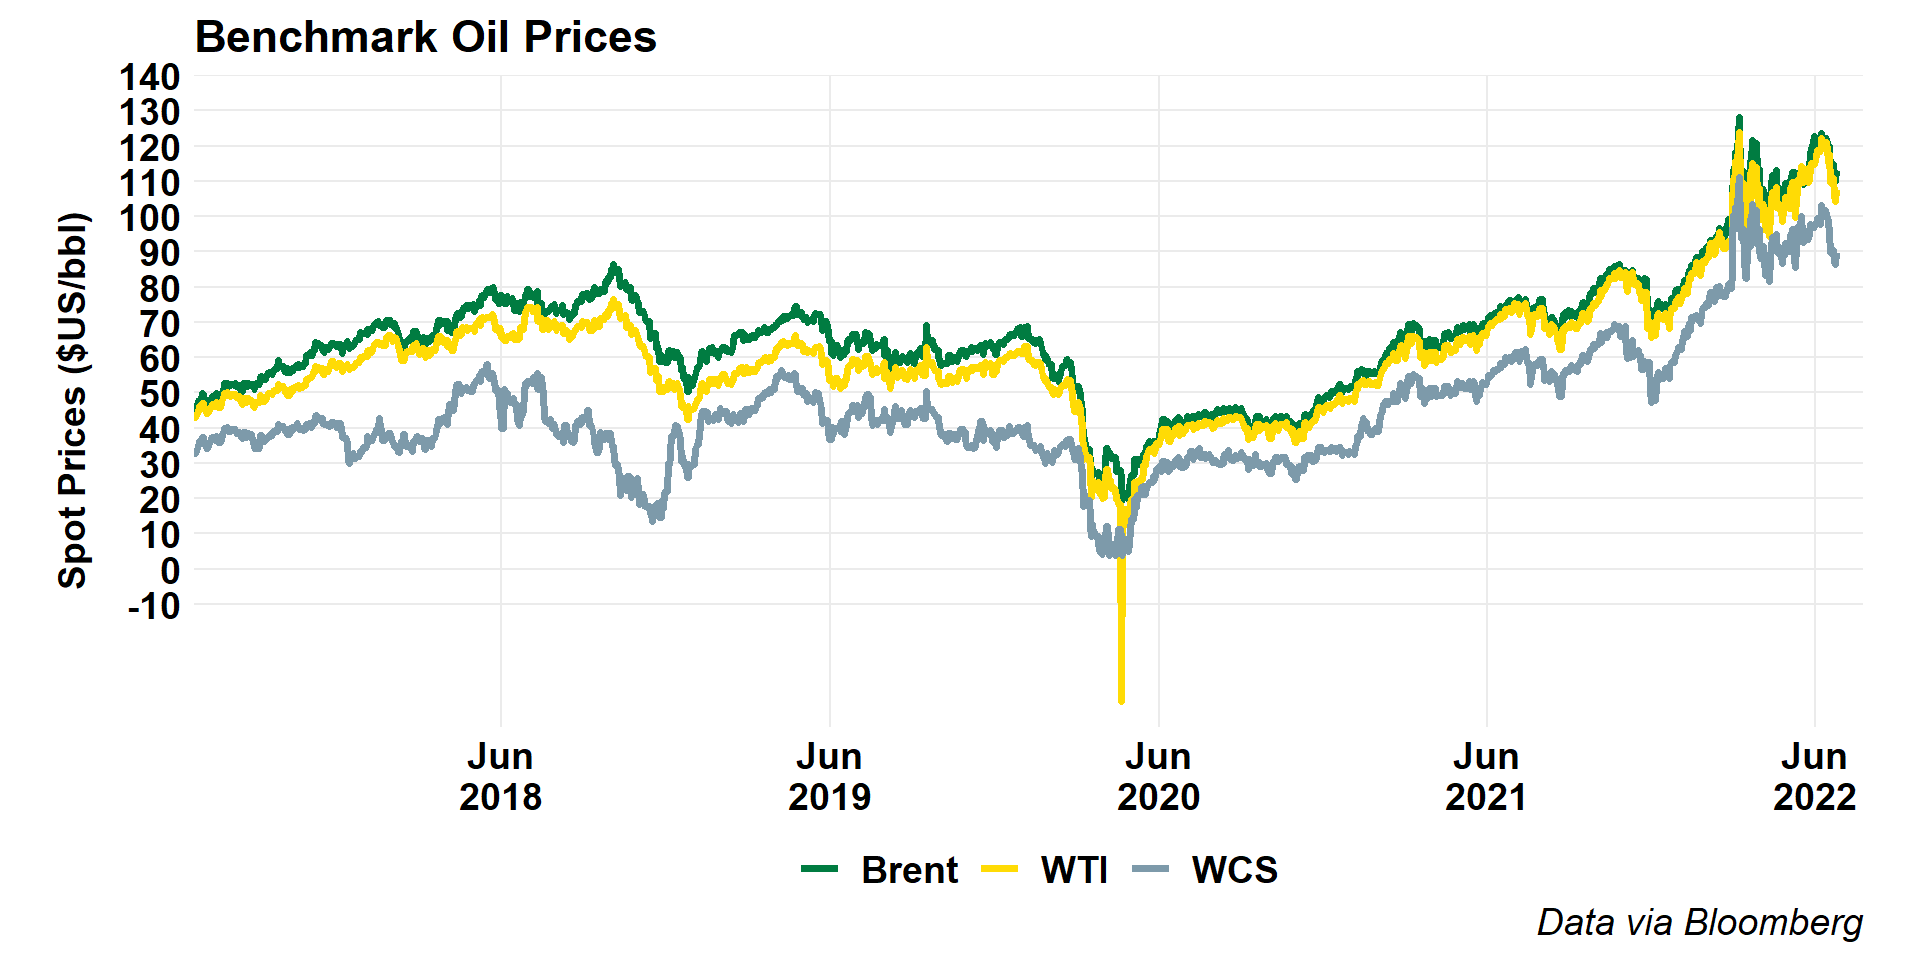 Benchmark Oil Prices
140
130
120
110
100
90
80
70
60
50
40
30
20
10
0
-10
Spot Prices ($US/bbl)
Jun
2018
Jun
2019
Jun
2020
Jun
2021
Jun
2022
Brent
WTI
WCS
Data via Bloomberg